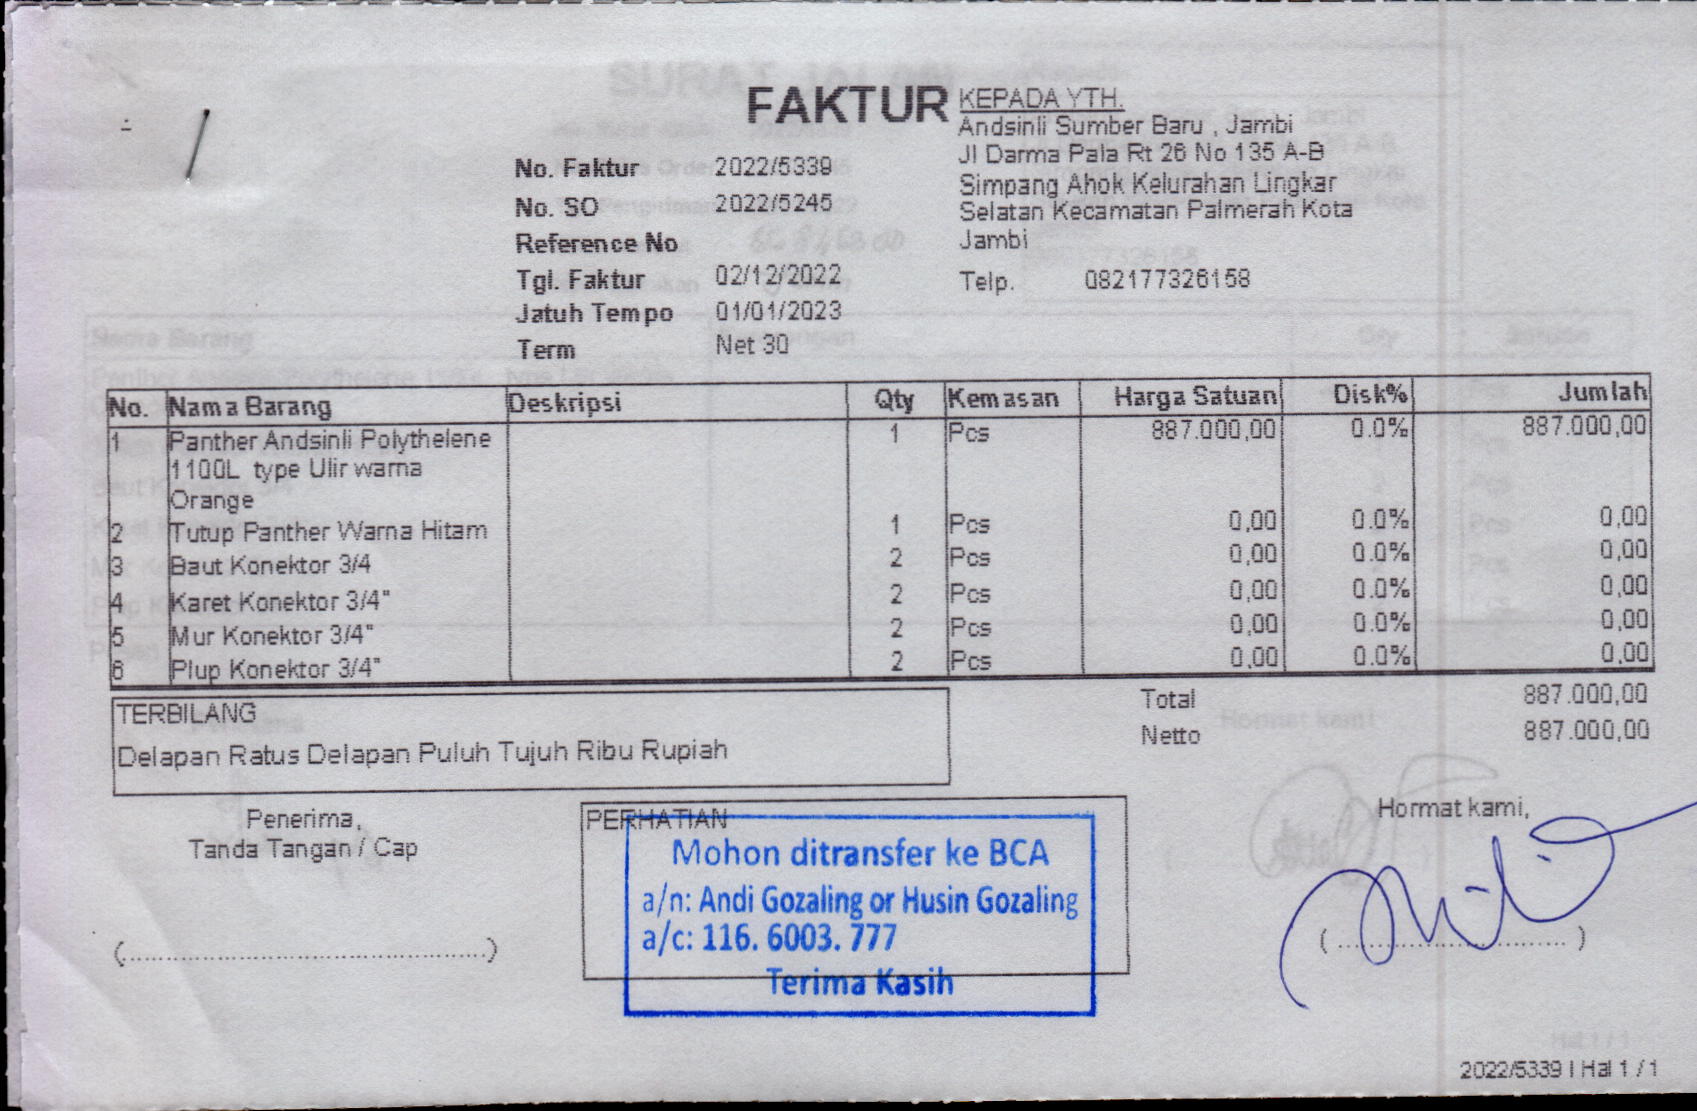 FAKTUR
KEPADA YTH.
Andsinli Sumber Baru , Jambi
Jl Darma Pala Rt 26 No 135 A-B
Simpang Ahok Kelurahan Lingkar
Selatan Kecamatan Palmerah Kota
Jambi
Telp. 082177326158
No. Faktur 2022/5339
No. SO 2022/5245
Reference No
Tgl. Faktur 02/12/2022
Jatuh Tempo 01/01/2023
Term Net 30
No. Nama Barang Deskripsi Qty Kemasan Harga Satuan Disk% Jumlah
1 Panther Andsinli Polythelene 1 Pcs 887.000,00 0.0% 887.000,00
1100L type Ulir warna
Orange
2 Tutup Panther Warna Hitam 1 Pcs 0,00 0.0% 0,00
3 Baut Konektor 3/4 2 Pcs 0,00 0.0% 0,00
4 Karet Konektor 3/4" 2 Pcs 0,00 0.0% 0,00
5 Mur Konektor 3/4" 2 Pcs 0,00 0.0% 0,00
6 Plup Konektor 3/4" 2 Pcs 0,00 0.0% 0,00
Total 887.000,00
Netto 887.000,00
TERBILANG
Delapan Ratus Delapan Puluh Tujuh Ribu Rupiah
Penerima,
Tanda Tangan / Cap
(....................................................)
PERHATIAN
Mohon ditransfer ke BCA
a/n: Andi Gozaling or Husin Gozaling
a/c: 116. 6003. 777
Terima Kasih
Hormat kami,
( ................................ )
2022/5339 | Hal 1 / 1